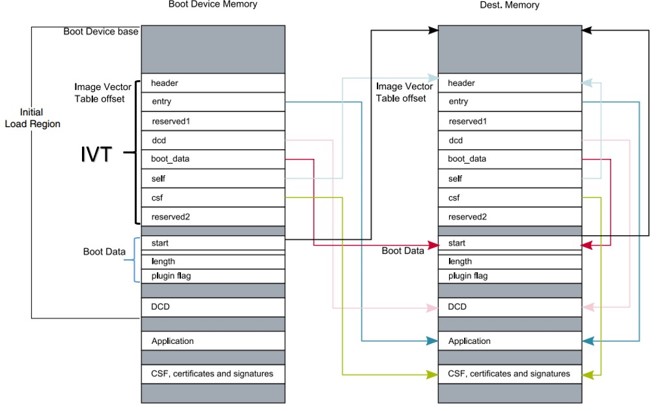 Boot Device Memory
Dest. Memory
Boot Device base
Image Vector
Table offset
Initial
Load Region
IVT
header
entry
reserved1
dcd
boot_data
self
csf
reserved2
Boot Data
start
length
plugin flag
DCD
Application
CSF, certificates and signatures
Image Vector
Table offset
header
entry
reserved1
dcd
boot_data
self
csf
reserved2
Boot Data
start
length
plugin flag
DCD
Application
CSF, certificates and signatures